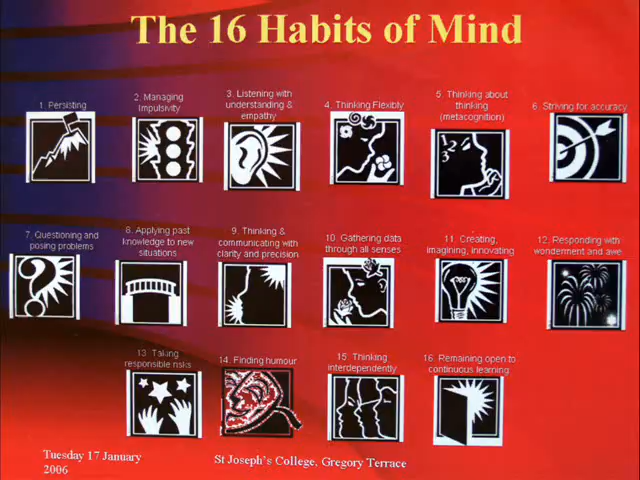 The 16 Habits of Mind
1. Persisting
2. Managing
Impulsivity
3. Listening with
understanding &
empathy
4. Thinking Flexibly
5. Thinking about
thinking
(metacognition)
6. Striving for accuracy
7. Questioning and
posing problems
8. Applying past
knowledge to new
situations
9. Thinking &
communicating with
clarity and precision
10. Gathering data
through all senses
11. Creating,
imagining, innovating
12. Responding with
wonderment and awe
13. Taking
responsible risks
14. Finding humour
15. Thinking
interdependently
16. Remaining open to
continuous learning
Tuesday 17 January
2006
St Joseph's College, Gregory Terrace